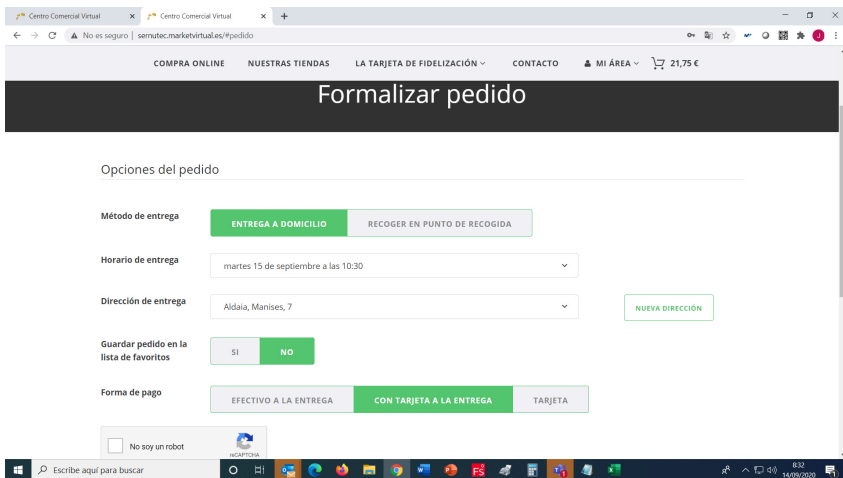 Centro Comercial Virtual
Centro Comercial Virtual
No es seguro | sernutec.marketvirtual.es/#pedido
COMPRA ONLINE NUESTRAS TIENDAS LA TARJETA DE FIDELIZACIÓN CONTACTO MI ÁREA 21,75 €
Formalizar pedido
Opciones del pedido
Método de entrega
ENTREGA A DOMICILIO RECOGER EN PUNTO DE RECOGIDA
Horario de entrega
martes 15 de septiembre a las 10:30
Dirección de entrega
Aldaia, Manises, 7
NUEVA DIRECCIÓN
Guardar pedido en la
lista de favoritos
SI NO
Forma de pago
EFECTIVO A LA ENTREGA CON TARJETA A LA ENTREGA TARJETA
No soy un robot
reCAPTCHA
Escribe aquí para buscar
8:32
14/09/2020